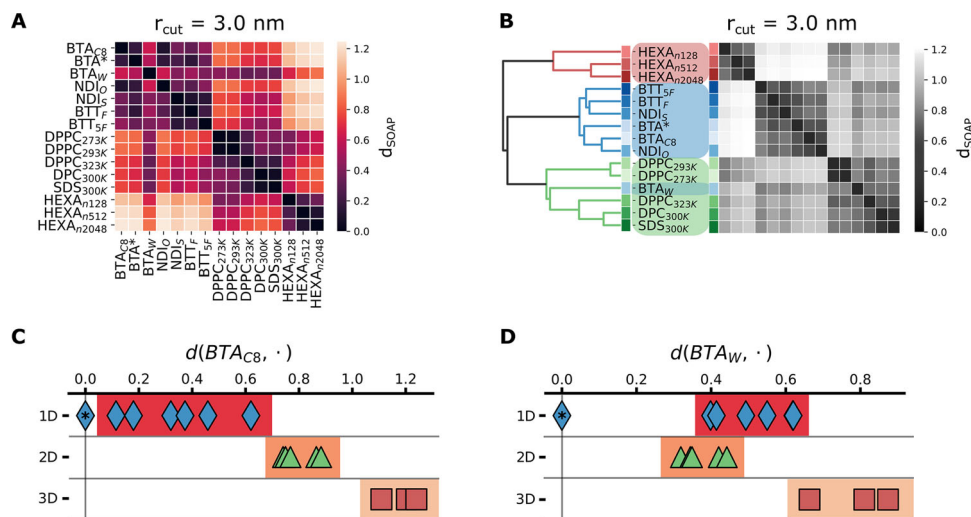 A
r_cut = 3.0 nm
BTA_C8
BTA*
BTA_W
NDI_O
NDI_S
BTT_F
BTT_5F
DPPC_273K
DPPC_293K
DPPC_323K
DPC_300K
SDS_300K
HEXA_n128
HEXA_n512
HEXA_n2048
BTA_C8
BTA*
BTA_W
NDI_O
NDI_S
BTT_F
BTT_5F
DPPC_273K
DPPC_293K
DPPC_323K
DPC_300K
SDS_300K
HEXA_n128
HEXA_n512
HEXA_n2048
1.2
1.0
0.8
0.6
0.4
0.2
0.0
d_SOAP
B
r_cut = 3.0 nm
HEXA_n128
HEXA_n512
HEXA_n2048
BTT_5F
BTT_F
NDI_S
BTA*
BTA_C8
NDI_O
DPPC_293K
DPPC_273K
BTA_W
DPPC_323K
DPC_300K
SDS_300K
1.2
1.0
0.8
0.6
0.4
0.2
0.0
d_SOAP
C
d(BTA_C8, ·)
0.0 0.2 0.4 0.6 0.8 1.0 1.2
1D
*
2D
3D
D
d(BTA_W, ·)
0.0 0.2 0.4 0.6 0.8
1D
*
2D
3D